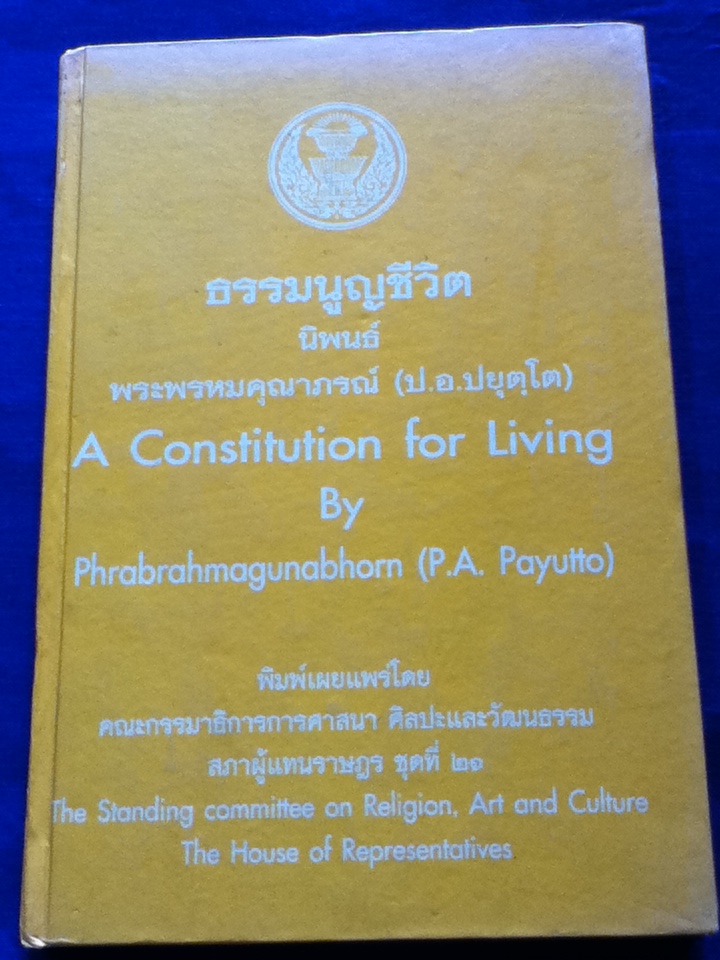 ธรรมนูญชีวิต
นิพนธ์
พระพรหมคุณาภรณ์ (ป.อ.ปยุตฺโต)
A Constitution for Living
By
Phrabrahmagunabhorn (P.A. Payutto)
พิมพ์เผยแพร่โดย
คณะกรรมาธิการการศาสนา ศิลปะและวัฒนธรรม
สภาผู้แทนราษฎร ชุดที่ ๒๑
The Standing committee on Religion, Art and Culture
The House of Representatives